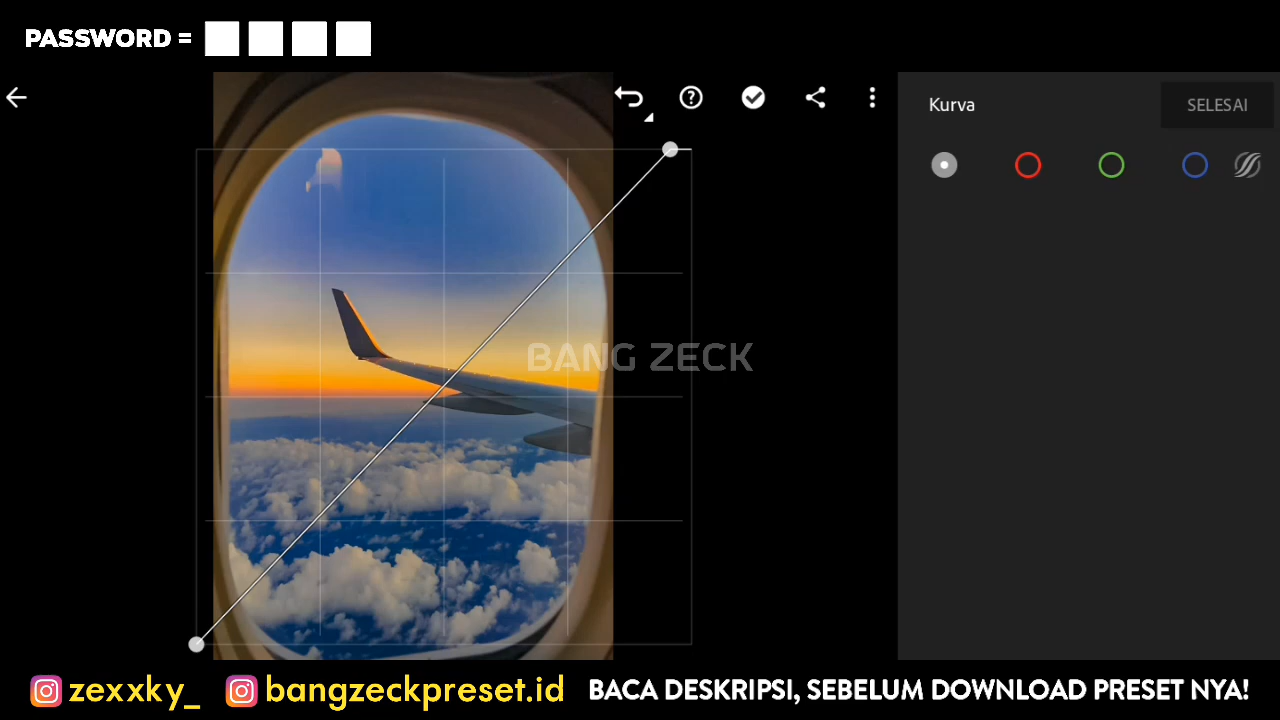 PASSWORD =
Kurva
SELESAI
BANG ZECK
zexxky_
bangzeckpreset.id
BACA DESKRIPSI, SEBELUM DOWNLOAD PRESET NYA!